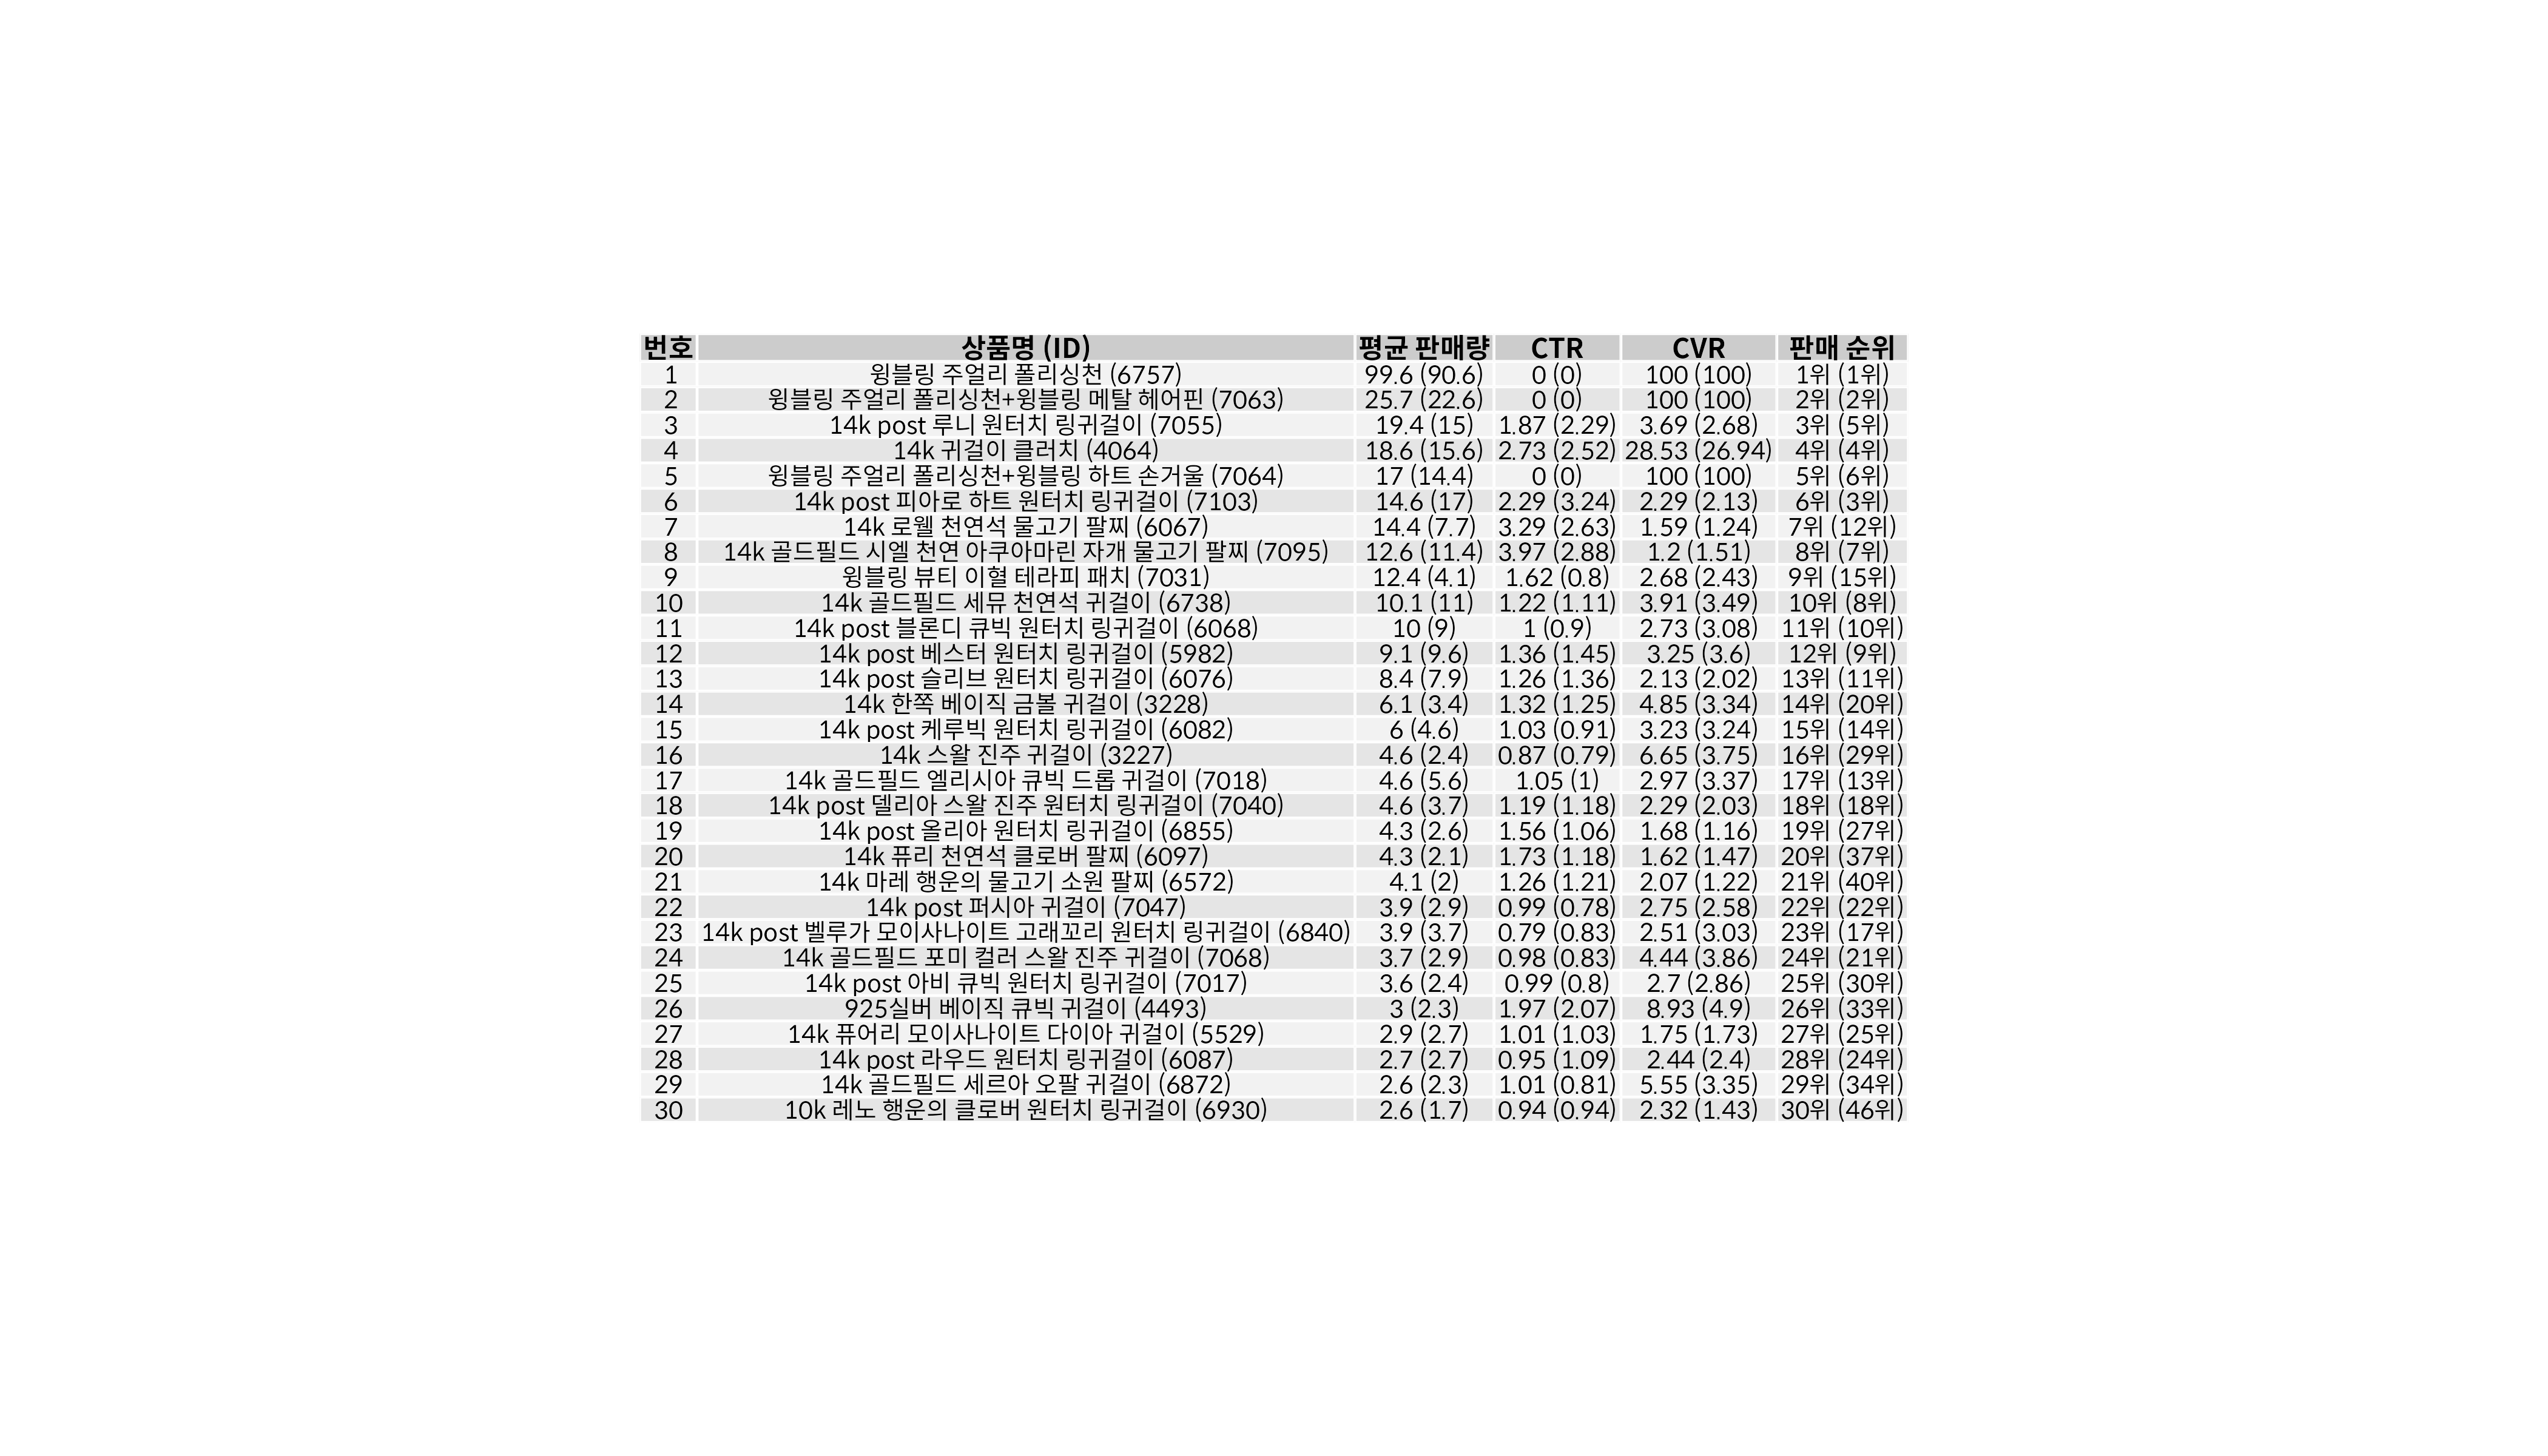 번호 상품명 (ID) 평균 판매량 CTR CVR 판매 순위
1 윙블링 주얼리 폴리싱천 (6757) 99.6 (90.6) 0 (0) 100 (100) 1위 (1위)
2 윙블링 주얼리 폴리싱천+윙블링 메탈 헤어핀 (7063) 25.7 (22.6) 0 (0) 100 (100) 2위 (2위)
3 14k post 루니 원터치 링귀걸이 (7055) 19.4 (15) 1.87 (2.29) 3.69 (2.68) 3위 (5위)
4 14k 귀걸이 클러치 (4064) 18.6 (15.6) 2.73 (2.52) 28.53 (26.94) 4위 (4위)
5 윙블링 주얼리 폴리싱천+윙블링 하트 손거울 (7064) 17 (14.4) 0 (0) 100 (100) 5위 (6위)
6 14k post 피아로 하트 원터치 링귀걸이 (7103) 14.6 (17) 2.29 (3.24) 2.29 (2.13) 6위 (3위)
7 14k 로웰 천연석 물고기 팔찌 (6067) 14.4 (7.7) 3.29 (2.63) 1.59 (1.24) 7위 (12위)
8 14k 골드필드 시엘 천연 아쿠아마린 자개 물고기 팔찌 (7095) 12.6 (11.4) 3.97 (2.88) 1.2 (1.51) 8위 (7위)
9 윙블링 뷰티 이혈 테라피 패치 (7031) 12.4 (4.1) 1.62 (0.8) 2.68 (2.43) 9위 (15위)
10 14k 골드필드 세뮤 천연석 귀걸이 (6738) 10.1 (11) 1.22 (1.11) 3.91 (3.49) 10위 (8위)
11 14k post 블론디 큐빅 원터치 링귀걸이 (6068) 10 (9) 1 (0.9) 2.73 (3.08) 11위 (10위)
12 14k post 베스터 원터치 링귀걸이 (5982) 9.1 (9.6) 1.36 (1.45) 3.25 (3.6) 12위 (9위)
13 14k post 슬리브 원터치 링귀걸이 (6076) 8.4 (7.9) 1.26 (1.36) 2.13 (2.02) 13위 (11위)
14 14k 한쪽 베이직 금볼 귀걸이 (3228) 6.1 (3.4) 1.32 (1.25) 4.85 (3.34) 14위 (20위)
15 14k post 케루빅 원터치 링귀걸이 (6082) 6 (4.6) 1.03 (0.91) 3.23 (3.24) 15위 (14위)
16 14k 스왈 진주 귀걸이 (3227) 4.6 (2.4) 0.87 (0.79) 6.65 (3.75) 16위 (29위)
17 14k 골드필드 엘리시아 큐빅 드롭 귀걸이 (7018) 4.6 (5.6) 1.05 (1) 2.97 (3.37) 17위 (13위)
18 14k post 델리아 스왈 진주 원터치 링귀걸이 (7040) 4.6 (3.7) 1.19 (1.18) 2.29 (2.03) 18위 (18위)
19 14k post 올리아 원터치 링귀걸이 (6855) 4.3 (2.6) 1.56 (1.06) 1.68 (1.16) 19위 (27위)
20 14k 퓨리 천연석 클로버 팔찌 (6097) 4.3 (2.1) 1.73 (1.18) 1.62 (1.47) 20위 (37위)
21 14k 마레 행운의 물고기 소원 팔찌 (6572) 4.1 (2) 1.26 (1.21) 2.07 (1.22) 21위 (40위)
22 14k post 퍼시아 귀걸이 (7047) 3.9 (2.9) 0.99 (0.78) 2.75 (2.58) 22위 (22위)
23 14k post 벨루가 모이사나이트 고래꼬리 원터치 링귀걸이 (6840) 3.9 (3.7) 0.79 (0.83) 2.51 (3.03) 23위 (17위)
24 14k 골드필드 포미 컬러 스왈 진주 귀걸이 (7068) 3.7 (2.9) 0.98 (0.83) 4.44 (3.86) 24위 (21위)
25 14k post 아비 큐빅 원터치 링귀걸이 (7017) 3.6 (2.4) 0.99 (0.8) 2.7 (2.86) 25위 (30위)
26 925실버 베이직 큐빅 귀걸이 (4493) 3 (2.3) 1.97 (2.07) 8.93 (4.9) 26위 (33위)
27 14k 퓨어리 모이사나이트 다이아 귀걸이 (5529) 2.9 (2.7) 1.01 (1.03) 1.75 (1.73) 27위 (25위)
28 14k post 라우드 원터치 링귀걸이 (6087) 2.7 (2.7) 0.95 (1.09) 2.44 (2.4) 28위 (24위)
29 14k 골드필드 세르아 오팔 귀걸이 (6872) 2.6 (2.3) 1.01 (0.81) 5.55 (3.35) 29위 (34위)
30 10k 레노 행운의 클로버 원터치 링귀걸이 (6930) 2.6 (1.7) 0.94 (0.94) 2.32 (1.43) 30위 (46위)